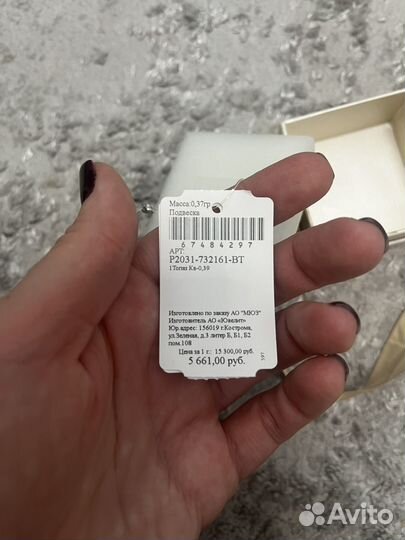 Масса:0,37гр
Подвеска
67484297
АРТ:
P2031-732161-BT
1Топаз Кв-0,39
Изготовлено по заказу АО "МЮЗ"
Изготовитель АО «Ювелит»
Юр.адрес: 156019 г.Кострома,
ул.Зеленая, д.3 литер Б, Б1, Б2
пом.108
Цена за 1 г.: 15 300,00 руб.
5 661,00 руб.
Avito